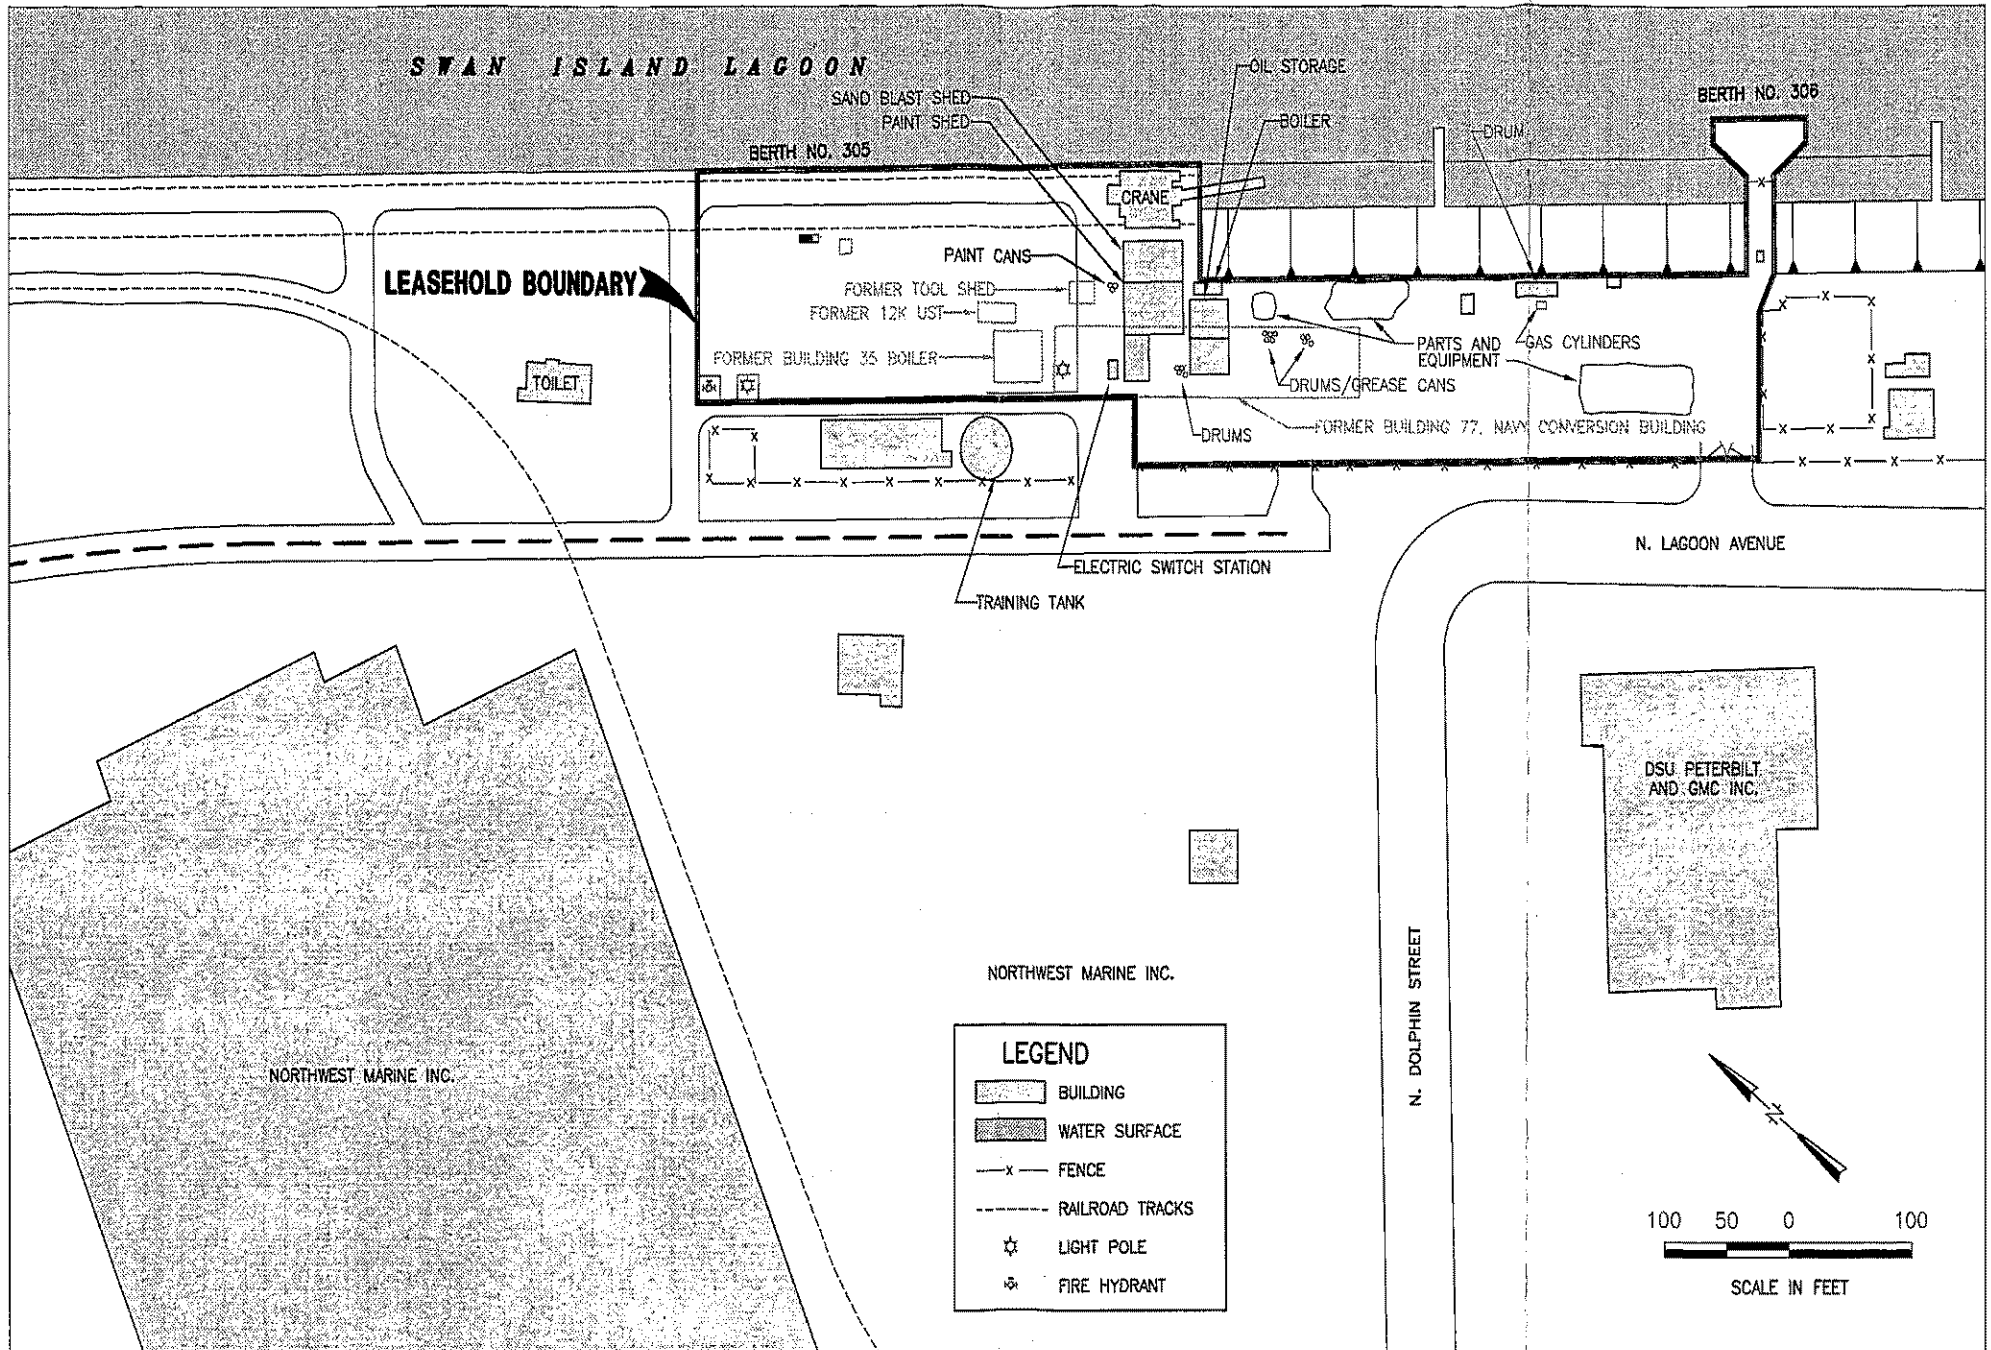 SWAN ISLAND LAGOON
OIL STORAGE
SAND BLAST SHED
BERTH NO. 306
PAINT SHED
BOILER
DRUM
BERTH NO. 305
CRANE
PAINT CANS
LEASEHOLD BOUNDARY
FORMER TOOL SHED
FORMER 12K UST
PARTS AND
EQUIPMENT
GAS CYLINDERS
FORMER BUILDING 35 BOILER
TOILET
DRUMS/GREASE CANS
DRUMS
FORMER BUILDING 77, NAVY CONVERSION BUILDING
N. LAGOON AVENUE
ELECTRIC SWITCH STATION
TRAINING TANK
DSU PETERBILT
AND GMC INC.
NORTHWEST MARINE INC.
N. DOLPHIN STREET
NORTHWEST MARINE INC.
LEGEND
BUILDING
WATER SURFACE
x FENCE
RAILROAD TRACKS
LIGHT POLE
FIRE HYDRANT
N
100 50 0 100
SCALE IN FEET